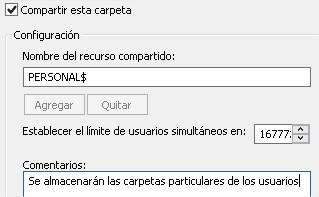 Compartir esta carpeta
Configuración
Nombre del recurso compartido:
PERSONAL$
Agregar Quitar
Establecer el límite de usuarios simultáneos en:
Comentarios:
Se almacenarán las carpetas particulares de los usuarios